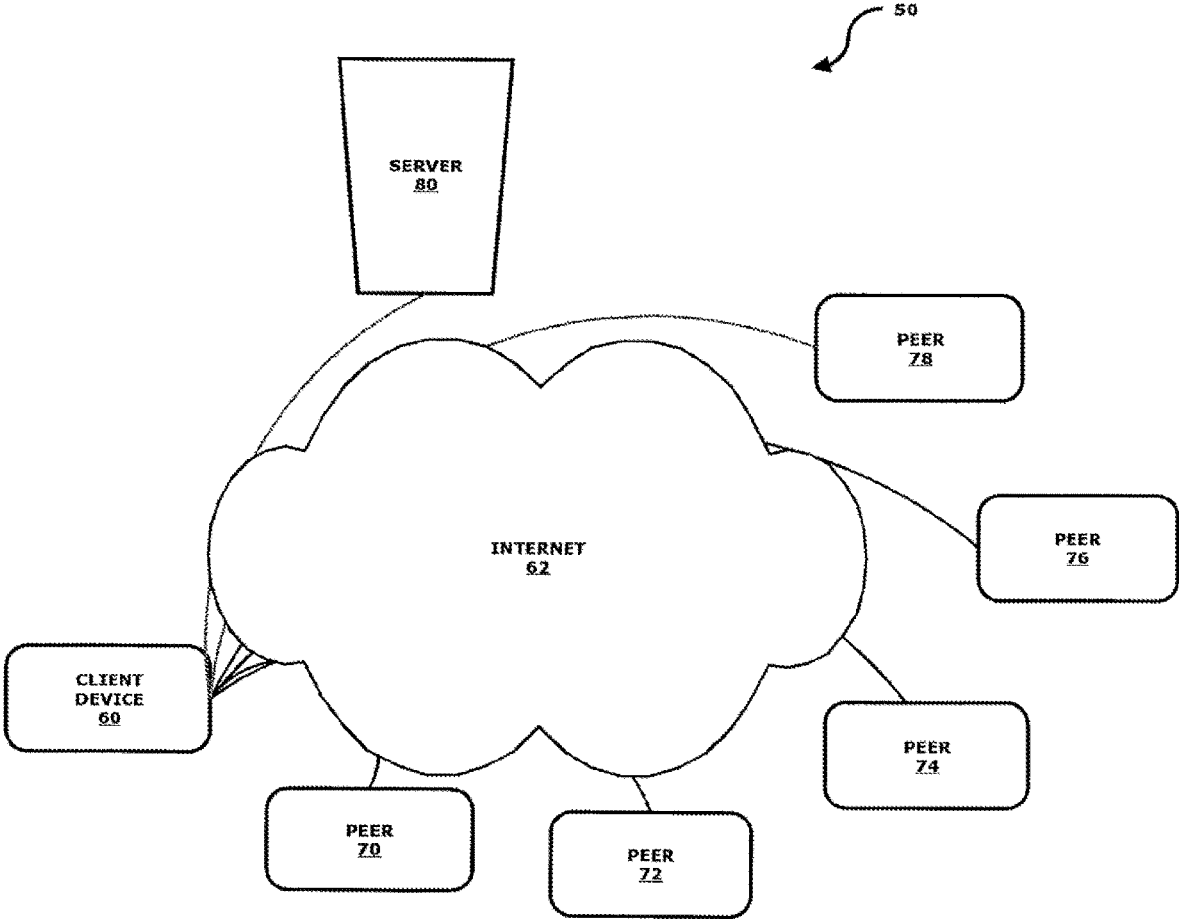 50
SERVER
80
PEER
78
PEER
76
INTERNET
62
CLIENT
DEVICE
60
PEER
74
PEER
70
PEER
72